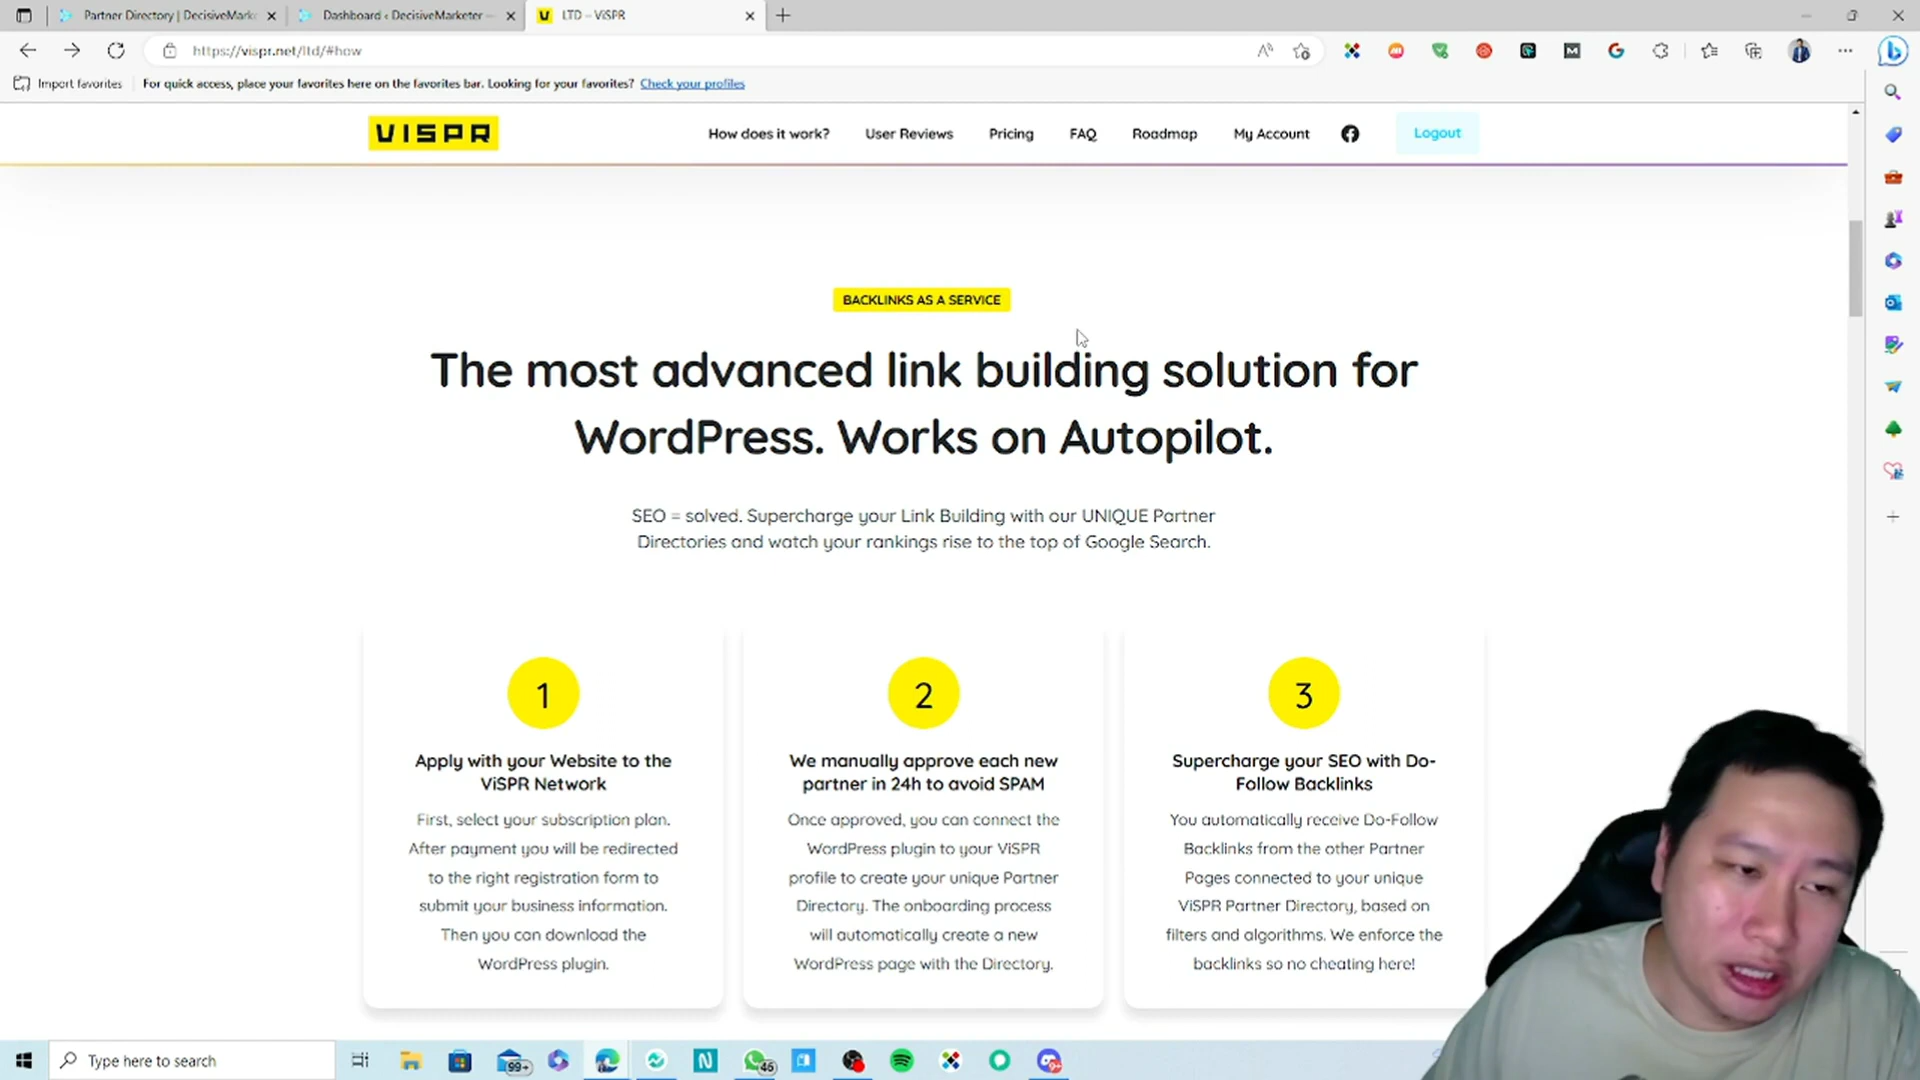 Partner Directory | DecisiveMark
Dashboard ‹ DecisiveMarketer —
LTD – ViSPR
https://vispr.net/ltd/#how
Import favorites
For quick access, place your favorites here on the favorites bar. Looking for your favorites? Check your profiles
VISPR
How does it work?
User Reviews
Pricing
FAQ
Roadmap
My Account
Logout
BACKLINKS AS A SERVICE
The most advanced link building solution for
WordPress. Works on Autopilot.
SEO = solved. Supercharge your Link Building with our UNIQUE Partner
Directories and watch your rankings rise to the top of Google Search.
1
Apply with your Website to the
ViSPR Network
First, select your subscription plan.
After payment you will be redirected
to the right registration form to
submit your business information.
Then you can download the
WordPress plugin.
2
We manually approve each new
partner in 24h to avoid SPAM
Once approved, you can connect the
WordPress plugin to your ViSPR
profile to create your unique Partner
Directory. The onboarding process
will automatically create a new
WordPress page with the Directory.
3
Supercharge your SEO with Do-
Follow Backlinks
You automatically receive Do-Follow
Backlinks from the other Partner
Pages connected to your unique
ViSPR Partner Directory, based on
filters and algorithms. We enforce the
backlinks so no cheating here!
Type here to search
99+
46